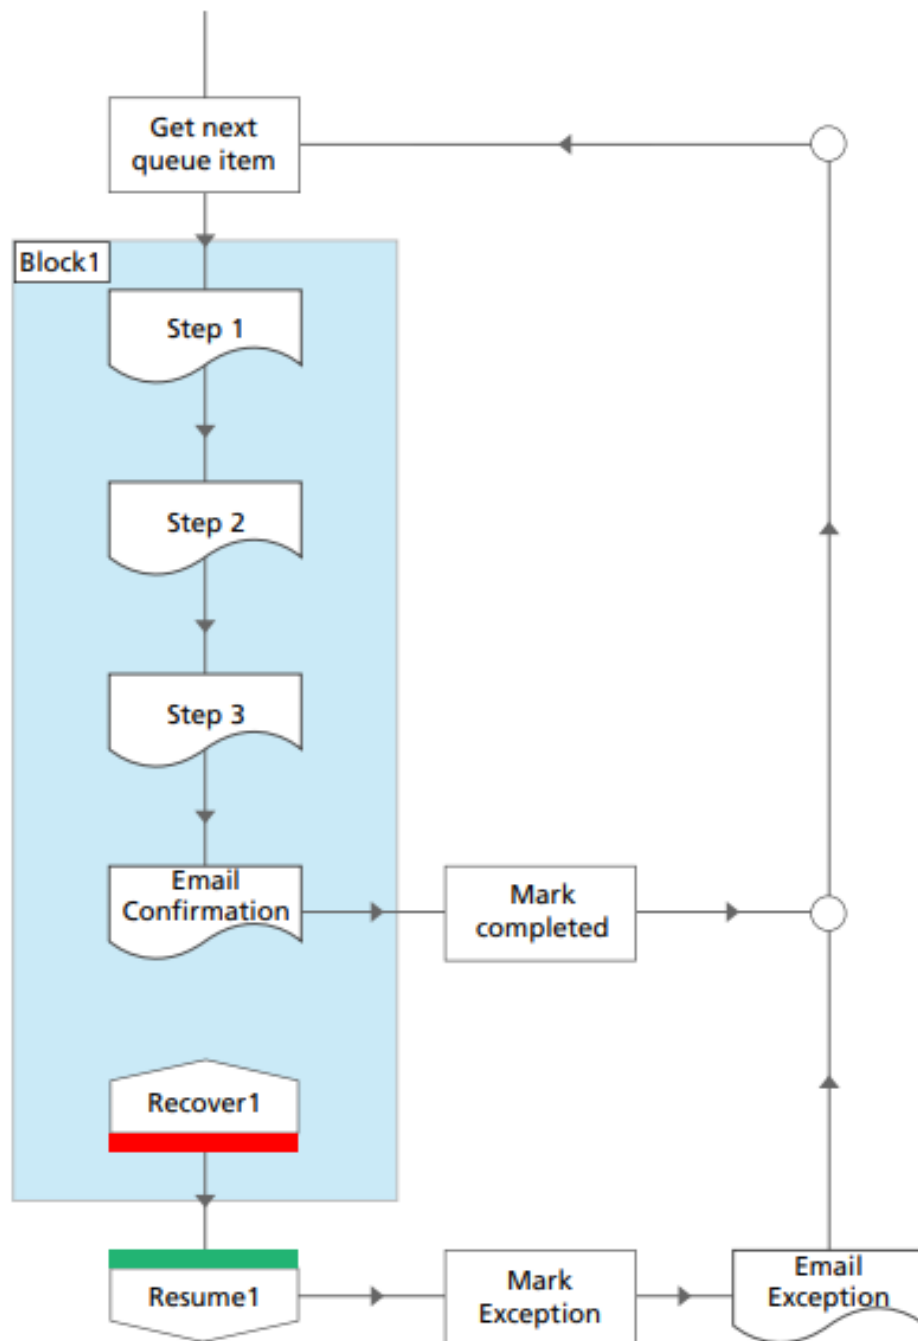 Get next
queue item
Block1
Step 1
Step 2
Step 3
Email
Confirmation
Mark
completed
Recover1
Resume1
Mark
Exception
Email
Exception